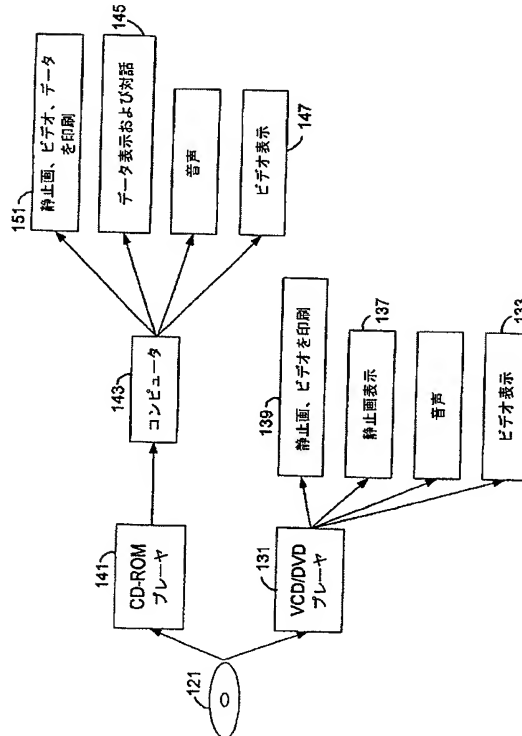 151
静止画、ビデオ、データ
を印刷
145
データ表示および対話
音声
147
ビデオ表示
143
コンピュータ
141
CD-ROM
プレーヤ
121
131
VCD/DVD
プレーヤ
139
静止画、ビデオを印刷
137
静止画表示
音声
133
ビデオ表示